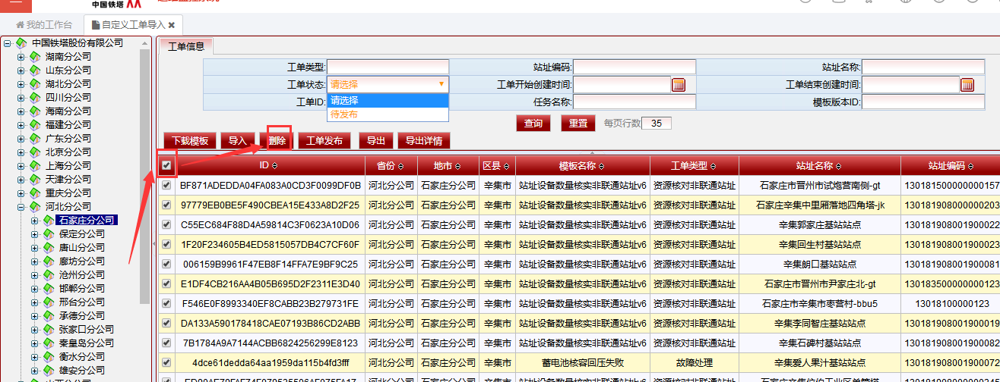 中国铁塔
我的工作台
自定义工单导入
中国铁塔股份有限公司
湖南分公司
山东分公司
湖北分公司
四川分公司
海南分公司
福建分公司
广东分公司
北京分公司
上海分公司
天津分公司
重庆分公司
河北分公司
石家庄分公司
保定分公司
唐山分公司
廊坊分公司
沧州分公司
邯郸分公司
邢台分公司
承德分公司
张家口分公司
秦皇岛分公司
衡水分公司
雄安分公司
工单信息
工单类型: 站址编码: 站址名称:
工单状态: 请选择 工单开始创建时间: 工单结束创建时间:
请选择
工单ID: 任务名称: 模板版本ID:
待发布
查询 重置 每页行数 35
下载模板 导入 删除 工单发布 导出 导出详情
ID 省份 地市 区县 模板名称 工单类型 站址名称 站址编码
BF871ADEDDA04FA083A0CD3F0099DF0B 河北分公司 石家庄分公司 辛集市 站址设备数量核实非联通站址v6 资源核对非联通站址 石家庄市晋州市试炮营南侧-gt 130181500000000157
97779EB0BE5F490CBEA15E433A8D2F25 河北分公司 石家庄分公司 辛集市 站址设备数量核实非联通站址v6 资源核对非联通站址 石家庄辛集中里厢落地四角塔-jk 130181908000000203
C55EC684F88D4A59814C3F0623A10D06 河北分公司 石家庄分公司 辛集市 站址设备数量核实非联通站址v6 资源核对非联通站址 辛集郭家庄基站站点 130181908001900022
1F20F234605B4ED5815057DB4C7CF60F 河北分公司 石家庄分公司 辛集市 站址设备数量核实非联通站址v6 资源核对非联通站址 辛集回生村基站站点 130181908001900023
006159B9961F47EB8F14FFA7E9BF9C25 河北分公司 石家庄分公司 辛集市 站址设备数量核实非联通站址v6 资源核对非联通站址 辛集朗口基站站点 130181908001900081
E1DF4CB216AA4B05B695D2F2311E3D40 河北分公司 石家庄分公司 辛集市 站址设备数量核实非联通站址v6 资源核对非联通站址 石家庄市晋州市尹家庄北-gt 130183500000000123
F546E0F8993340EF8CABB23B279731FE 河北分公司 石家庄分公司 辛集市 站址设备数量核实非联通站址v6 资源核对非联通站址 石家庄市辛集市枣营村-bbu5 13018100000123
DA133A590178418CAE07193B86CD2ABB 河北分公司 石家庄分公司 辛集市 站址设备数量核实非联通站址v6 资源核对非联通站址 辛集李同智庄基站站点 130181908001900019
7B1784A9A7144ACBB6824256299E8123 河北分公司 石家庄分公司 辛集市 站址设备数量核实非联通站址v6 资源核对非联通站址 辛集石碑村基站站点 130181908001900082
4dce61dedda64aa1959da115b4fd3fff 河北分公司 石家庄分公司 辛集市 蓄电池核容回压失败 故障处理 辛集爱人果汁基站站点 130181908001900076